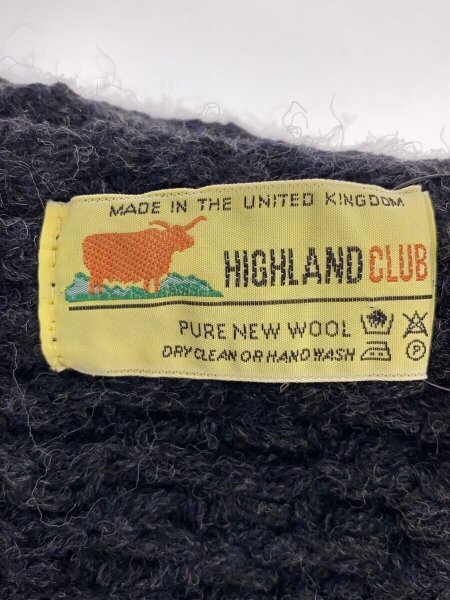 MADE IN THE UNITED KINGDOM
HIGHLAND CLUB
PURE NEW WOOL
DRY CLEAN OR HAND WASH
P